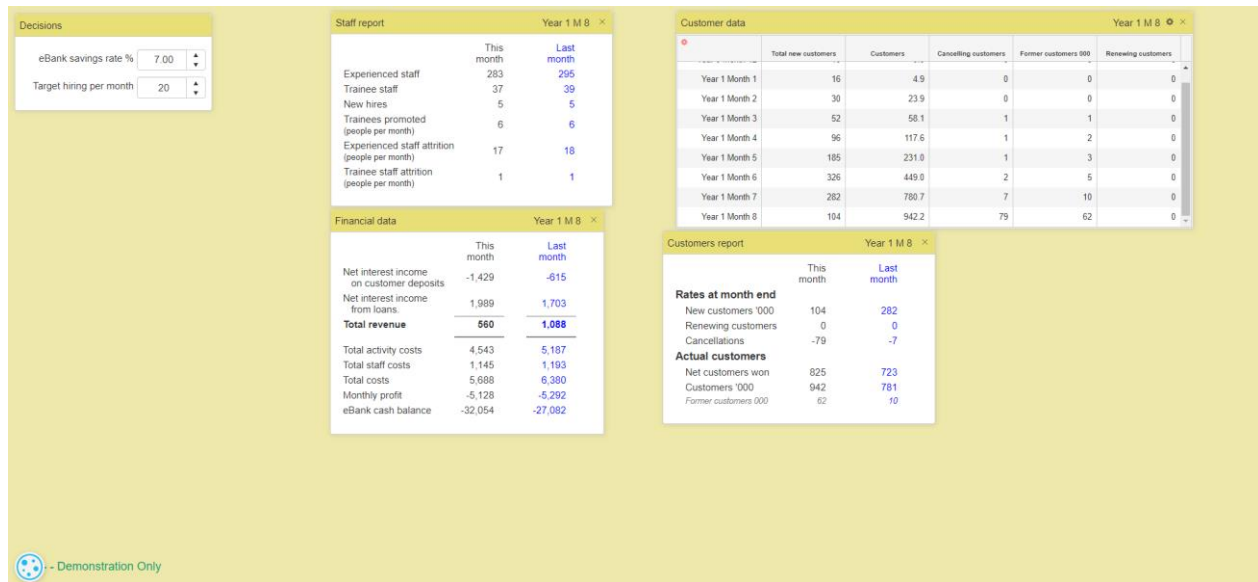 Decisions
eBank savings rate % 7.00
Target hiring per month 20
Staff report Year 1 M 8 ×
This month Last month
Experienced staff 283 295
Trainee staff 37 39
New hires 5 5
Trainees promoted (people per month) 6 6
Experienced staff attrition (people per month) 17 18
Trainee staff attrition (people per month) 1 1
Financial data Year 1 M 8 ×
This month Last month
Net interest income on customer deposits -1,429 -615
Net interest income from loans. 1,989 1,703
Total revenue 560 1,088
Total activity costs 4,543 5,187
Total staff costs 1,145 1,193
Total costs 5,688 6,380
Monthly profit -5,128 -5,292
eBank cash balance -32,054 -27,082
Customer data Year 1 M 8 ×
Total new customers Customers Cancelling customers Former customers 000 Renewing customers
Year 1 Month 1 16 4.9 0 0 0
Year 1 Month 2 30 23.9 0 0 0
Year 1 Month 3 52 58.1 1 1 0
Year 1 Month 4 96 117.6 1 2 0
Year 1 Month 5 185 231.0 1 3 0
Year 1 Month 6 326 449.0 2 5 0
Year 1 Month 7 282 780.7 7 10 0
Year 1 Month 8 104 942.2 79 62 0
Customers report Year 1 M 8 ×
This month Last month
Rates at month end
New customers '000 104 282
Renewing customers 0 0
Cancellations -79 -7
Actual customers
Net customers won 825 723
Customers '000 942 781
Former customers 000 62 10
- - Demonstration Only